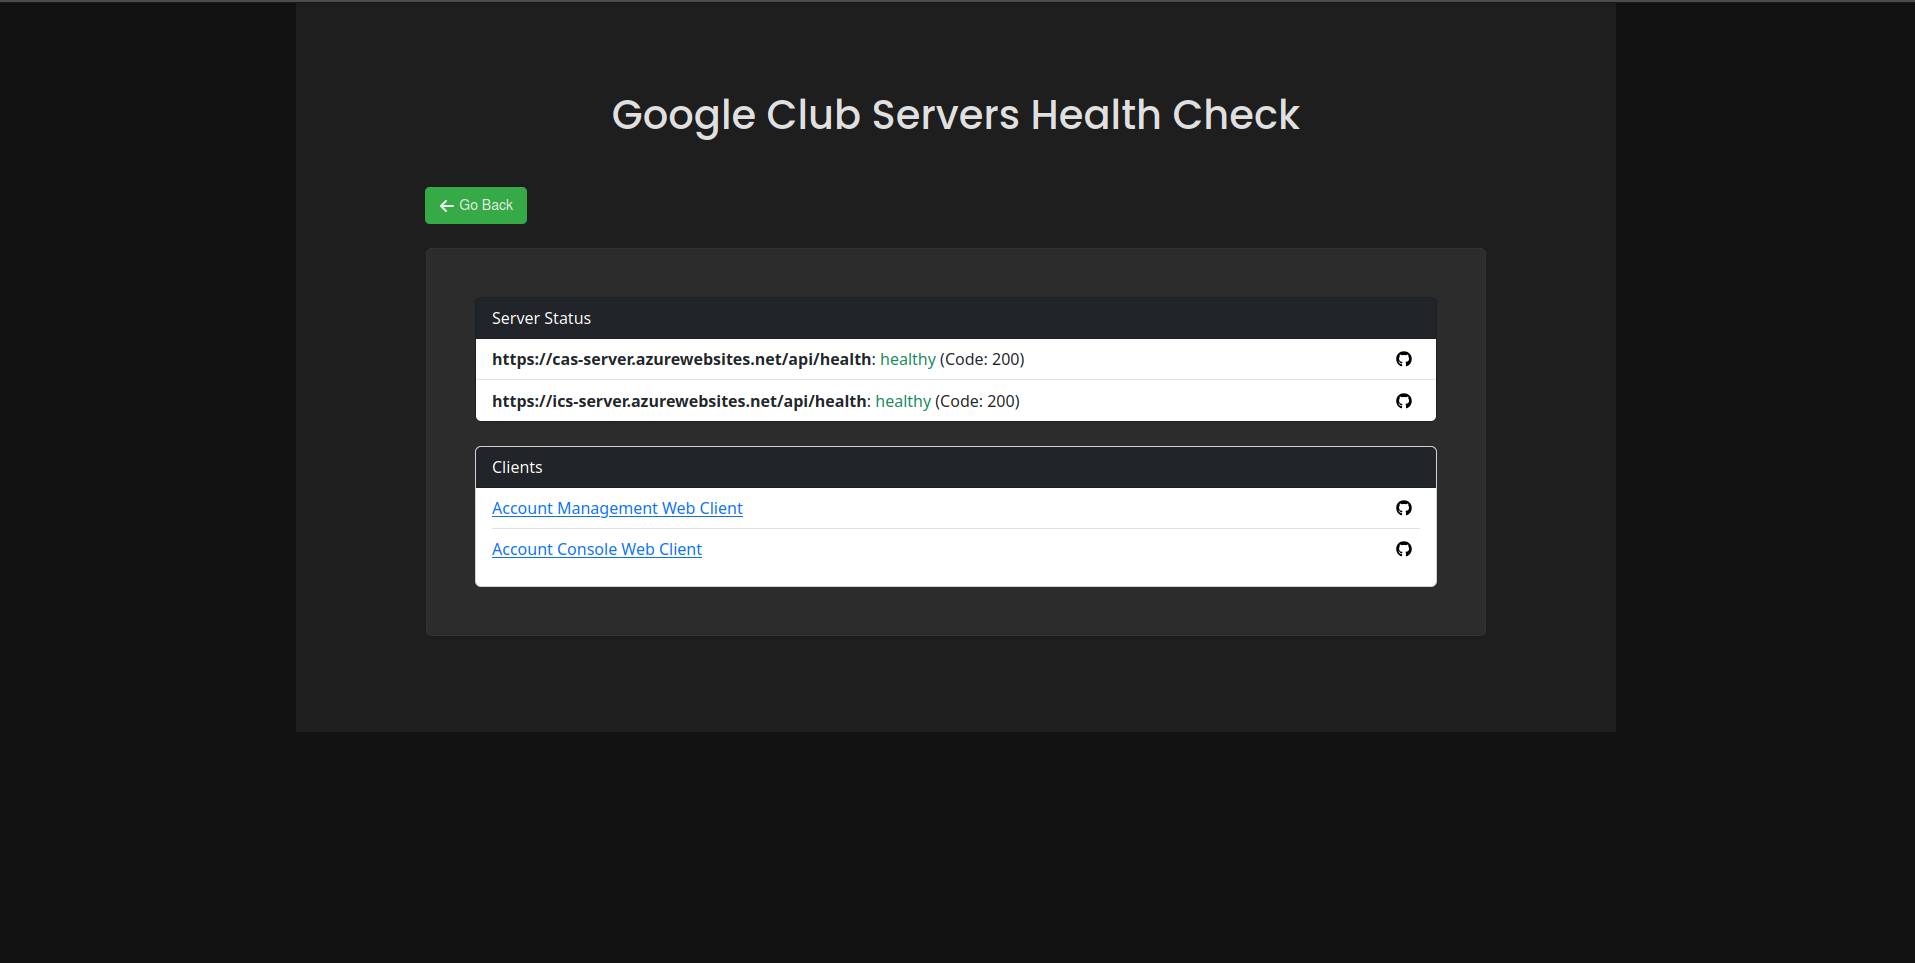 Google Club Servers Health Check
Go Back
Server Status
https://cas-server.azurewebsites.net/api/health: healthy (Code: 200)
https://ics-server.azurewebsites.net/api/health: healthy (Code: 200)
Clients
Account Management Web Client
Account Console Web Client